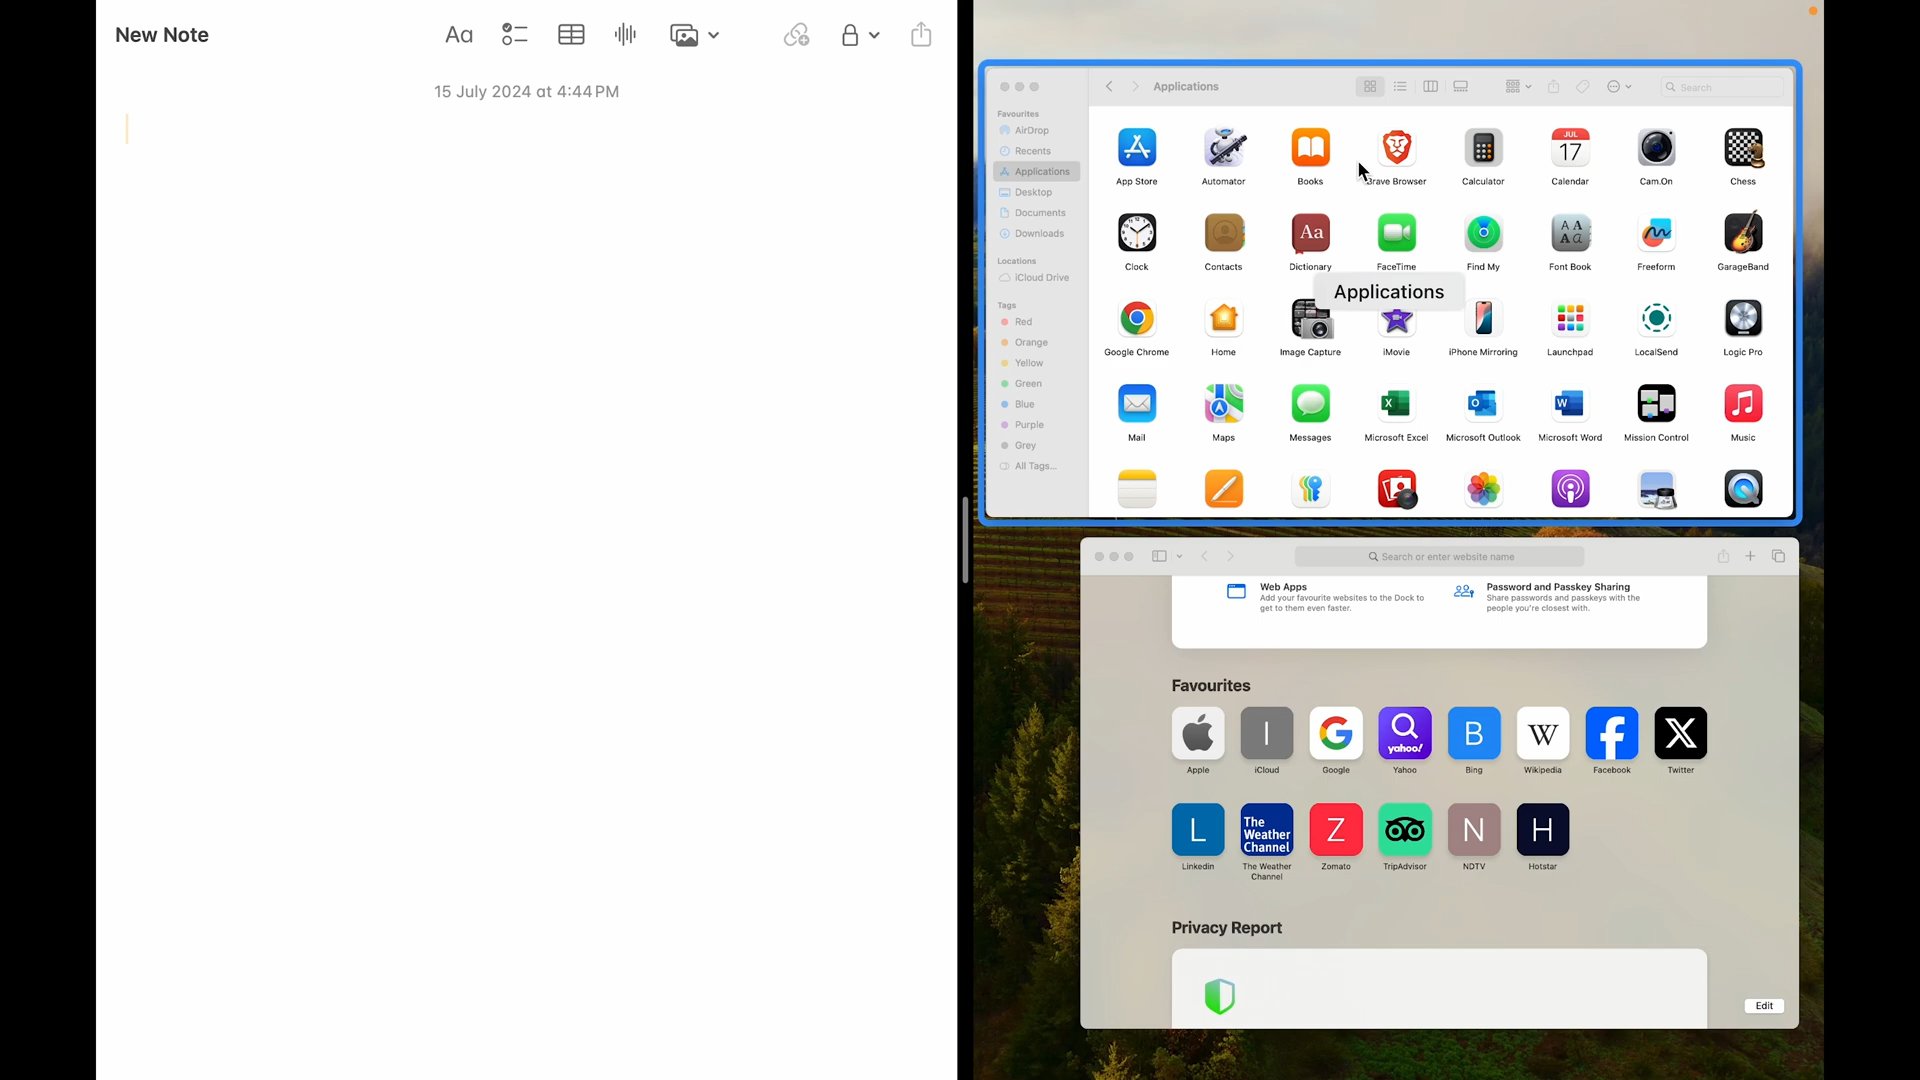 New Note
Aa
15 July 2024 at 4:44 PM
Applications
Search
Favourites
AirDrop
Recents
Applications
Desktop
Documents
Downloads
Locations
iCloud Drive
Tags
Red
Orange
Yellow
Green
Blue
Purple
Grey
All Tags...
JUL
17
App Store
Automator
Books
Brave Browser
Calculator
Calendar
Cam.On
Chess
Aa
A A
A a
Clock
Contacts
Dictionary
FaceTime
Find My
Font Book
Freeform
GarageBand
Applications
Google Chrome
Home
Image Capture
iMovie
iPhone Mirroring
Launchpad
LocalSend
Logic Pro
X
O
W
Mail
Maps
Messages
Microsoft Excel
Microsoft Outlook
Microsoft Word
Mission Control
Music
Search or enter website name
Web Apps
Add your favourite websites to the Dock to
get to them even faster.
Password and Passkey Sharing
Share passwords and passkeys with the
people you're closest with.
Favourites
I
G
yahoo!
B
W
f
X
Apple
iCloud
Google
Yahoo
Bing
Wikipedia
Facebook
Twitter
L
The
Weather
Channel
Z
N
H
Linkedin
The Weather
Channel
Zomato
TripAdvisor
NDTV
Hotstar
Privacy Report
Edit